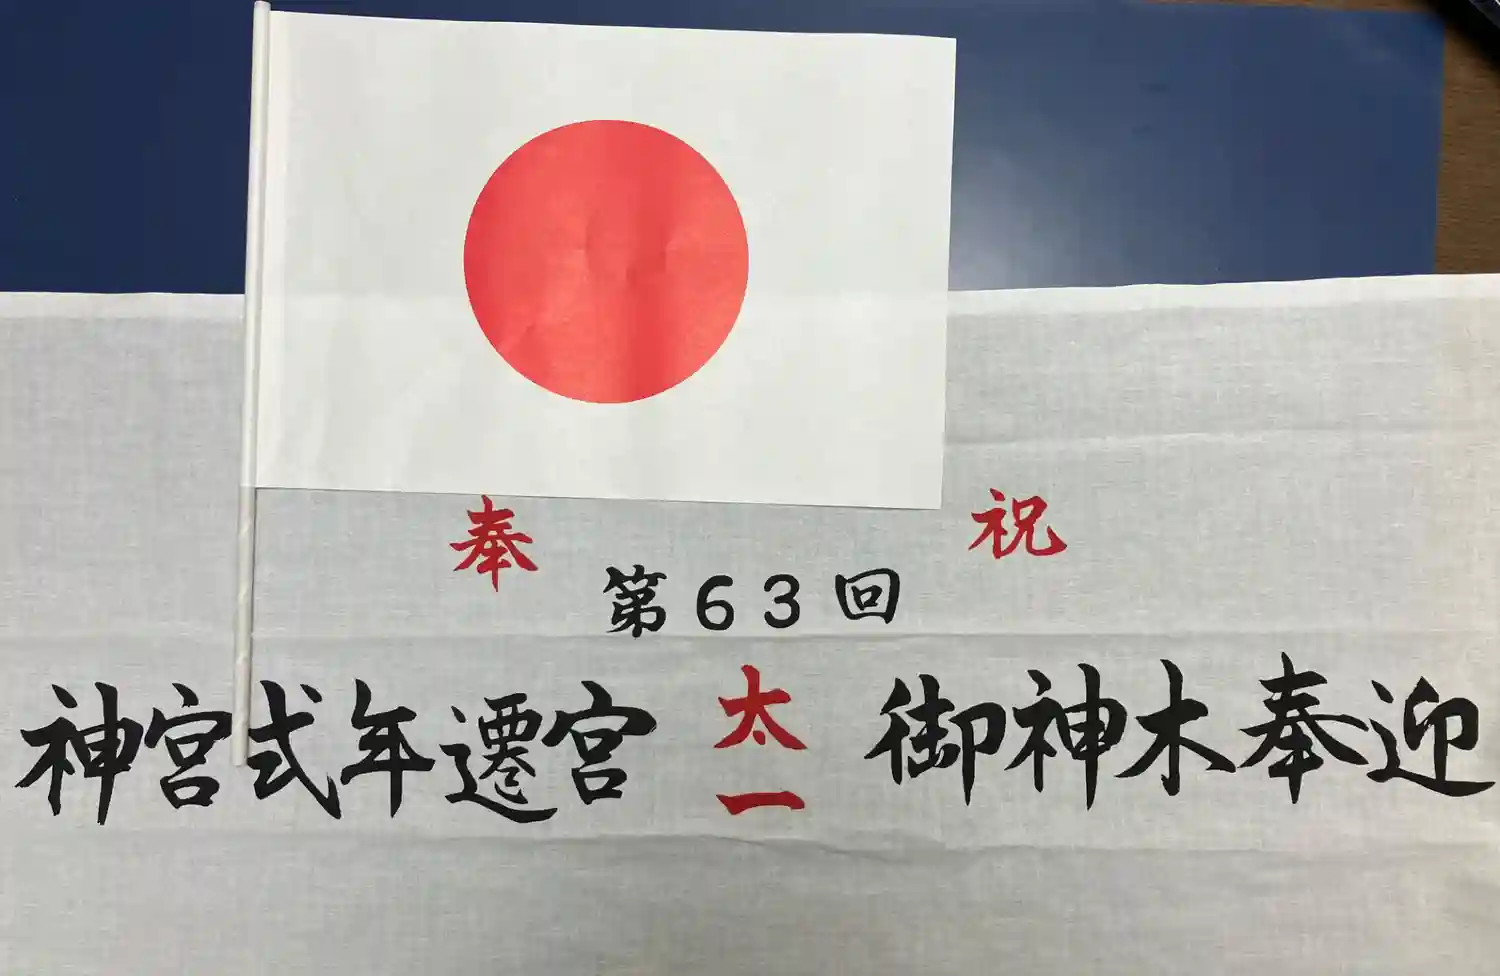 奉祝
第63回
神宮式年遷宮 太一 御神木奉迎